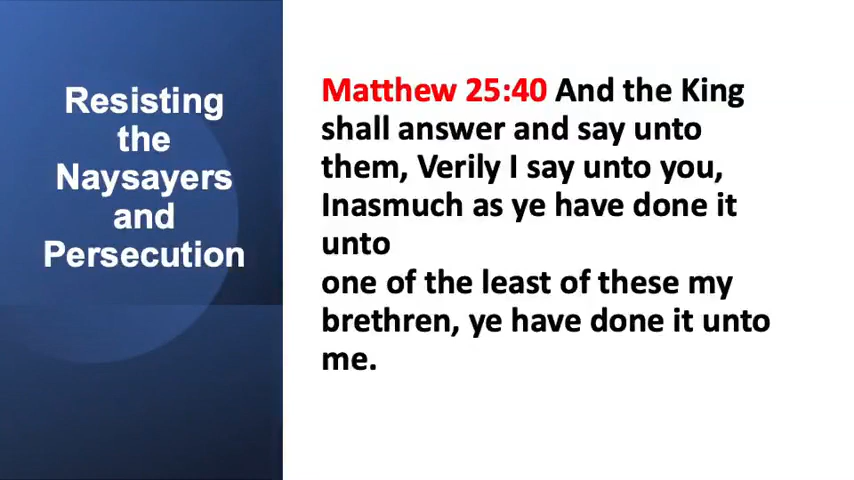 Resisting
the
Naysayers
and
Persecution
Matthew 25:40 And the King
shall answer and say unto
them, Verily I say unto you,
Inasmuch as ye have done it
unto
one of the least of these my
brethren, ye have done it unto
me.